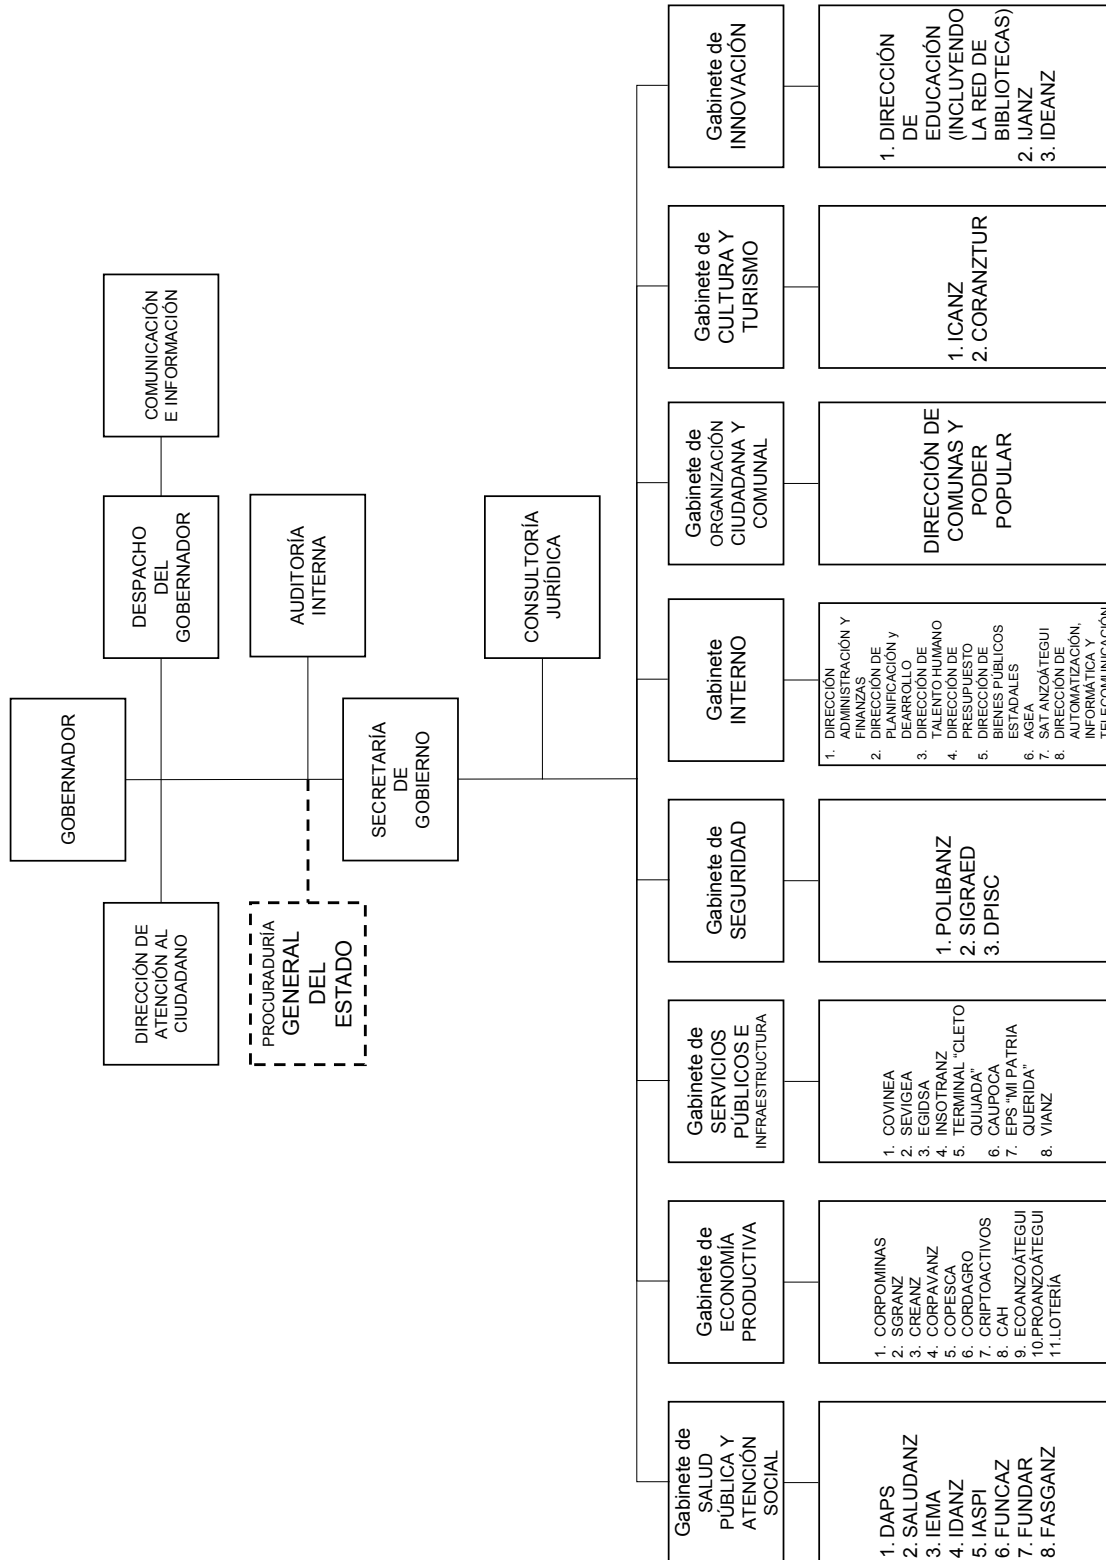 GOBERNADOR
DIRECCIÓN DE
ATENCIÓN AL
CIUDADANO
DESPACHO
DEL
GOBERNADOR
COMUNICACIÓN
E INFORMACIÓN
PROCURADURÍA
GENERAL
DEL
ESTADO
AUDITORÍA
INTERNA
SECRETARÍA
DE
GOBIERNO
CONSULTORÍA
JURÍDICA
Gabinete de
SALUD
PÚBLICA Y
ATENCIÓN
SOCIAL
Gabinete de
ECONOMÍA
PRODUCTIVA
Gabinete de
SERVICIOS
PÚBLICOS E
INFRAESTRUCTURA
Gabinete de
SEGURIDAD
Gabinete
INTERNO
Gabinete de
ORGANIZACIÓN
CIUDADANA Y
COMUNAL
Gabinete de
CULTURA Y
TURISMO
Gabinete de
INNOVACIÓN
1. DAPS
2. SALUDANZ
3. IEMA
4. IDANZ
5. IASPI
6. FUNCAZ
7. FUNDAR
8. FASGANZ
1. CORPOMINAS
2. SGRANZ
3. CREANZ
4. CORPAVANZ
5. COPESCA
6. CORDAGRO
7. CRIPTOACTIVOS
8. CAH
9. ECOANZOÁTEGUI
10.PROANZOÁTEGUI
11.LOTERÍA
1. COVINEA
2. SEVIGEA
3. EGIDSA
4. INSOTRANZ
5. TERMINAL “CLETO
QUIJADA”
6. CAUPOCA
7. EPS “MI PATRIA
QUERIDA”
8. VIANZ
1. POLIBANZ
2. SIGRAED
3. DPISC
1. DIRECCIÓN
ADMINISTRACIÓN Y
FINANZAS
2. DIRECCIÓN DE
PLANIFICACIÓN y
DEARROLLO
3. DIRECCIÓN DE
TALENTO HUMANO
4. DIRECCIÓN DE
PRESUPUESTO
5. DIRECCIÓN DE
BIENES PÚBLICOS
ESTADALES
6. AGEA
7. SAT ANZOÁTEGUI
8. DIRECCIÓN DE
AUTOMATIZACIÓN,
INFORMÁTICA Y
TELECOMUNICACIÓN
DIRECCIÓN DE
COMUNAS Y
PODER
POPULAR
1. ICANZ
2. CORANZTUR
1. DIRECCIÓN
DE
EDUCACIÓN
(INCLUYENDO
LA RED DE
BIBLIOTECAS)
2. IJANZ
3. IDEANZ